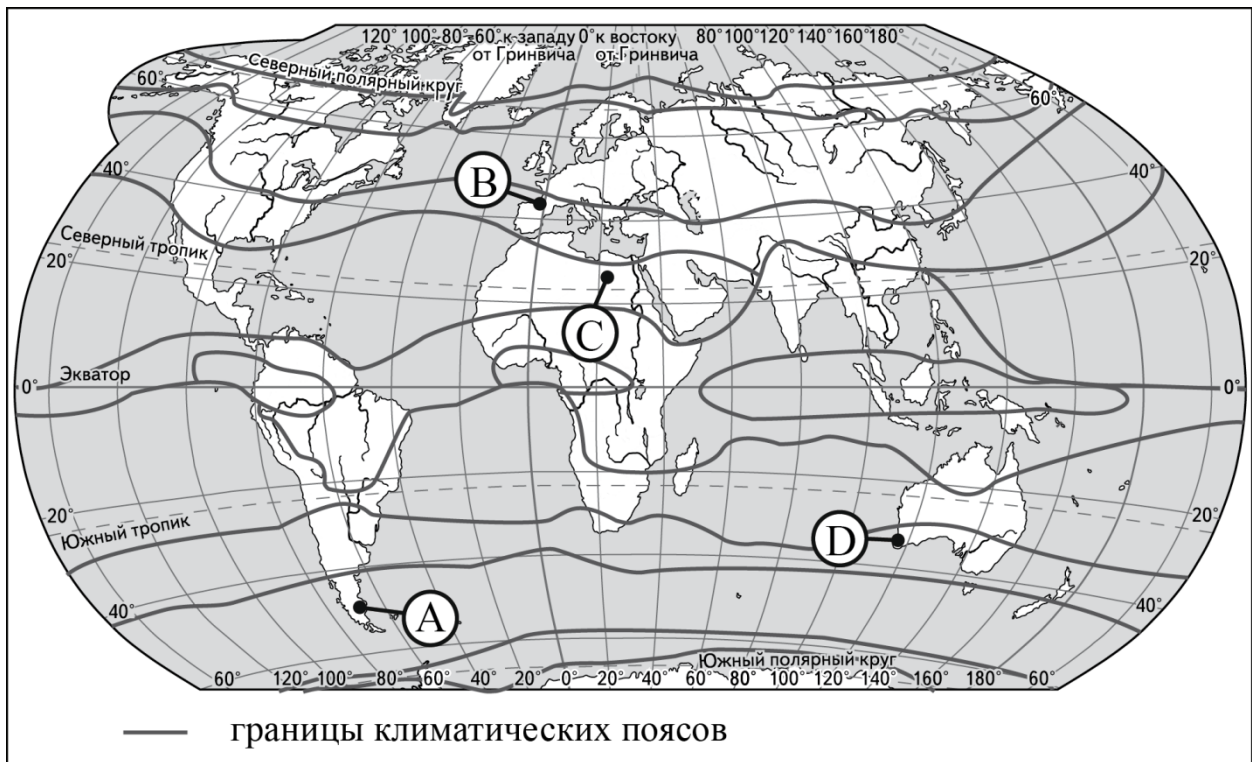 120° 100° 80° 60° к западу 0° к востоку 80° 100° 120° 140° 160° 180°
от Гринвича от Гринвича
60° Северный полярный круг 60°
B
40° 40°
Северный тропик
20° 20°
C
Экватор
0° 0°
20° Южный тропик 20°
D
40° 40°
A
Южный полярный круг
60° 120° 100° 80° 60° 40° 20° 0° 20° 40° 60° 80° 100° 120° 140° 160° 180° 60°
границы климатических поясов